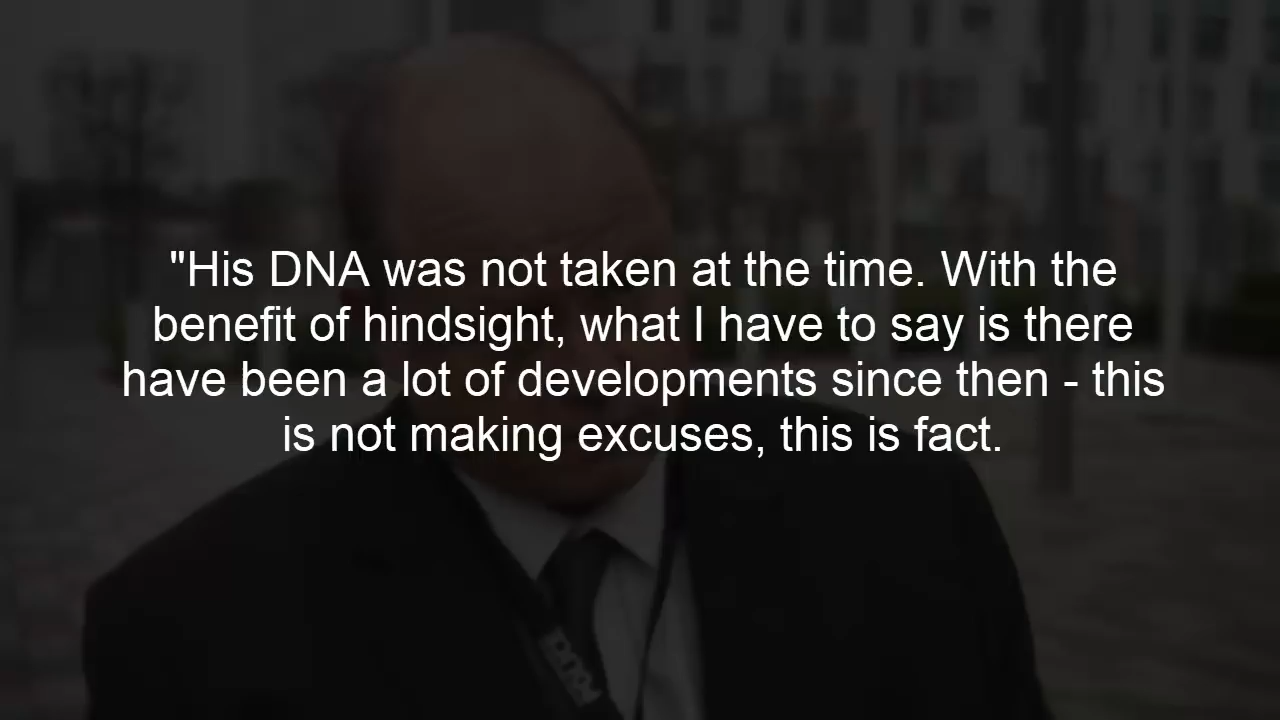 "His DNA was not taken at the time. With the
benefit of hindsight, what I have to say is there
have been a lot of developments since then - this
is not making excuses, this is fact.